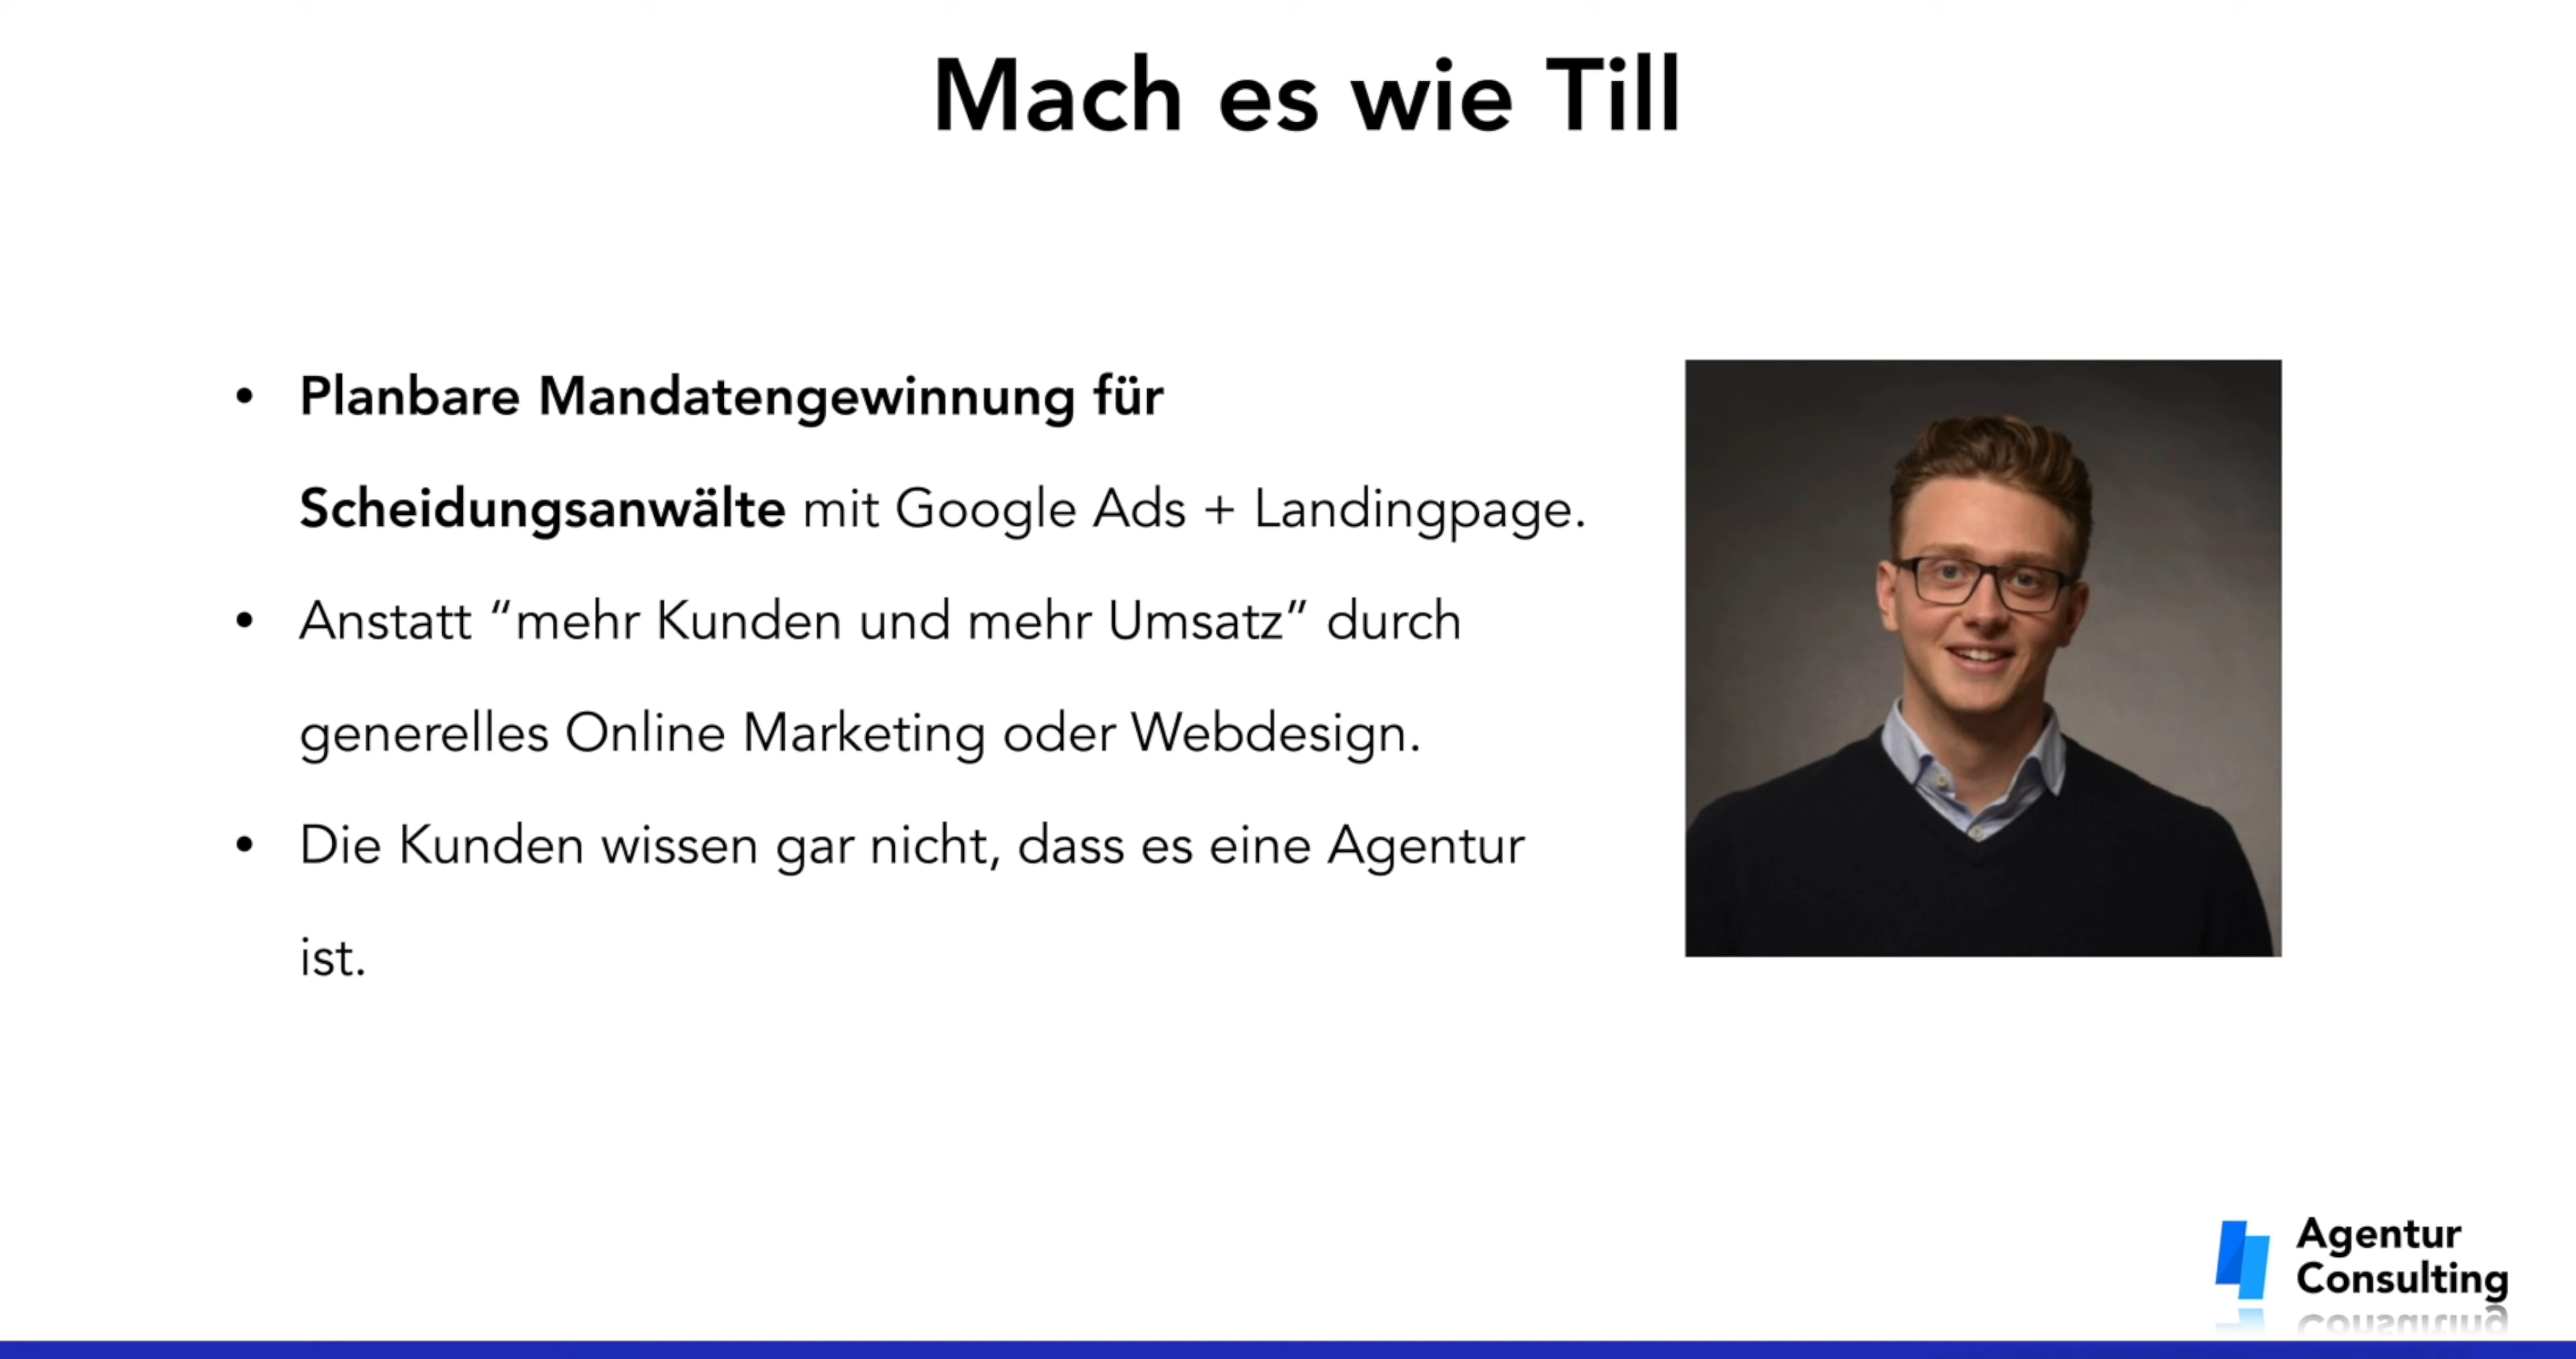 Mach es wie Till
• Planbare Mandatengewinnung für
Scheidungsanwälte mit Google Ads + Landingpage.
• Anstatt “mehr Kunden und mehr Umsatz” durch
generelles Online Marketing oder Webdesign.
• Die Kunden wissen gar nicht, dass es eine Agentur
ist.
Agentur
Consulting